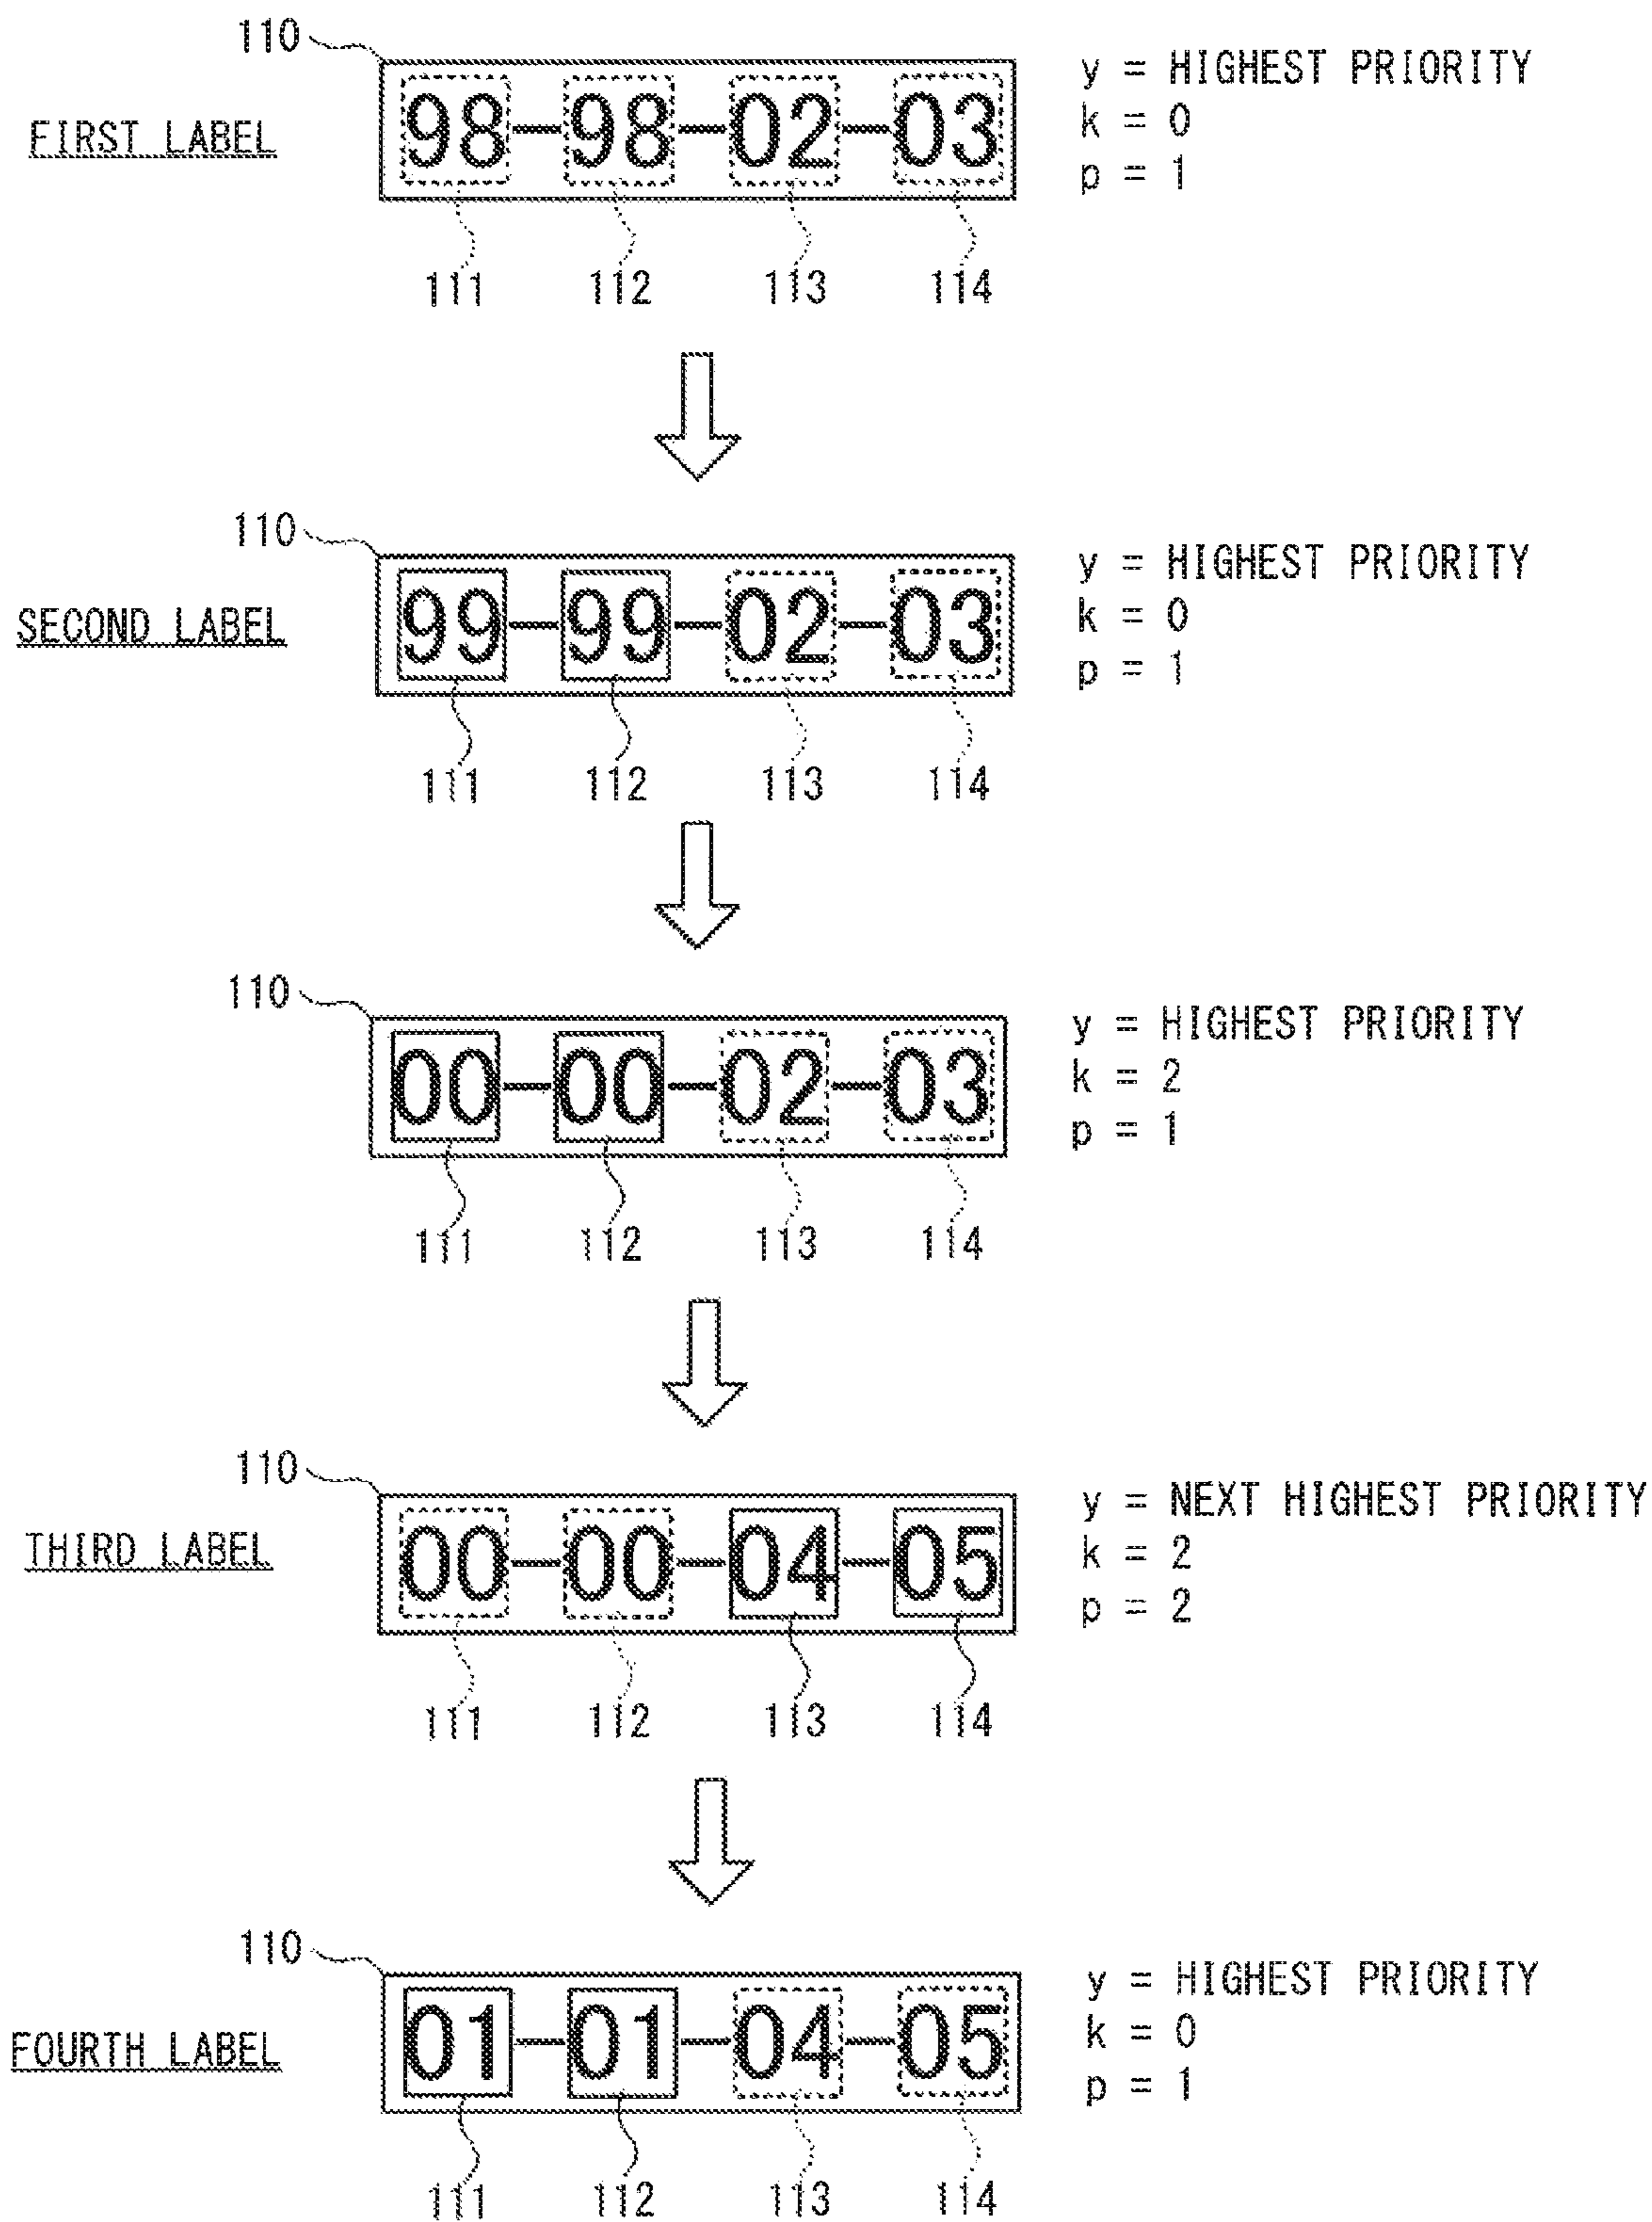 110
FIRST LABEL
98-98-02-03
y = HIGHEST PRIORITY
k = 0
p = 1
111 112 113 114
110
SECOND LABEL
99-99-02-03
y = HIGHEST PRIORITY
k = 0
p = 1
111 112 113 114
110
00-00-02-03
y = HIGHEST PRIORITY
k = 2
p = 1
111 112 113 114
110
THIRD LABEL
00-00-04-05
y = NEXT HIGHEST PRIORITY
k = 2
p = 2
111 112 113 114
110
FOURTH LABEL
01-01-04-05
y = HIGHEST PRIORITY
k = 0
p = 1
111 112 113 114